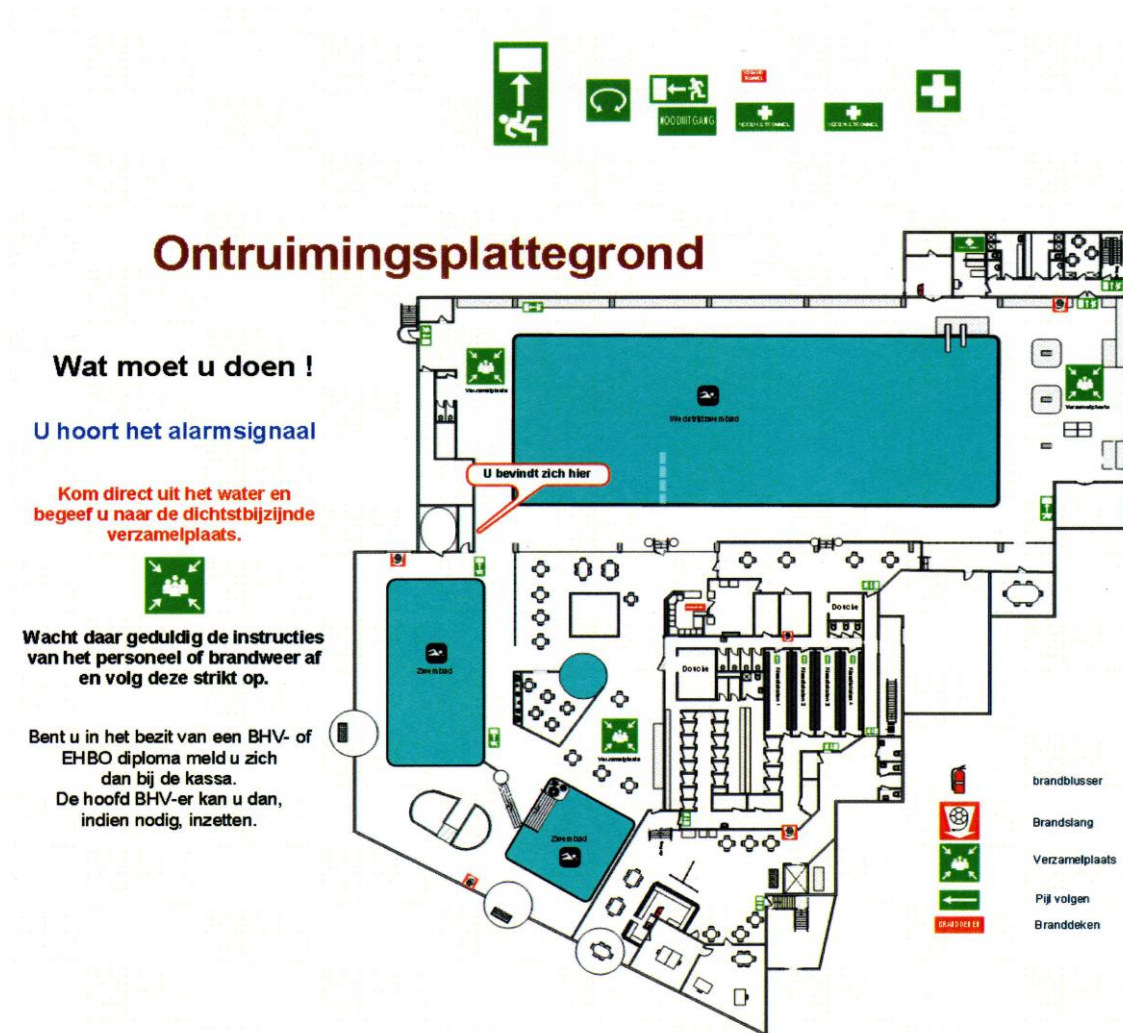 NOODUITGANG
Ontruimingsplattegrond
Wat moet u doen !
U hoort het alarmsignaal
Kom direct uit het water en
begeef u naar de dichtstbijzijnde
verzamelplaats.
Wacht daar geduldig de instructies
van het personeel of brandweer af
en volg deze strikt op.
Bent u in het bezit van een BHV- of
EHBO diploma meld u zich
dan bij de kassa.
De hoofd BHV-er kan u dan,
indien nodig, inzetten.
Verzamelplaats
Wedstrijdzwembad
Verzamelplaats
U bevindt zich hier
Zwembad
Douche
Douche
Verzamelplaats
Zwembad
brandblusser
Brandslang
Verzamelplaats
Pijl volgen
BRANDDEKEN
Branddeken